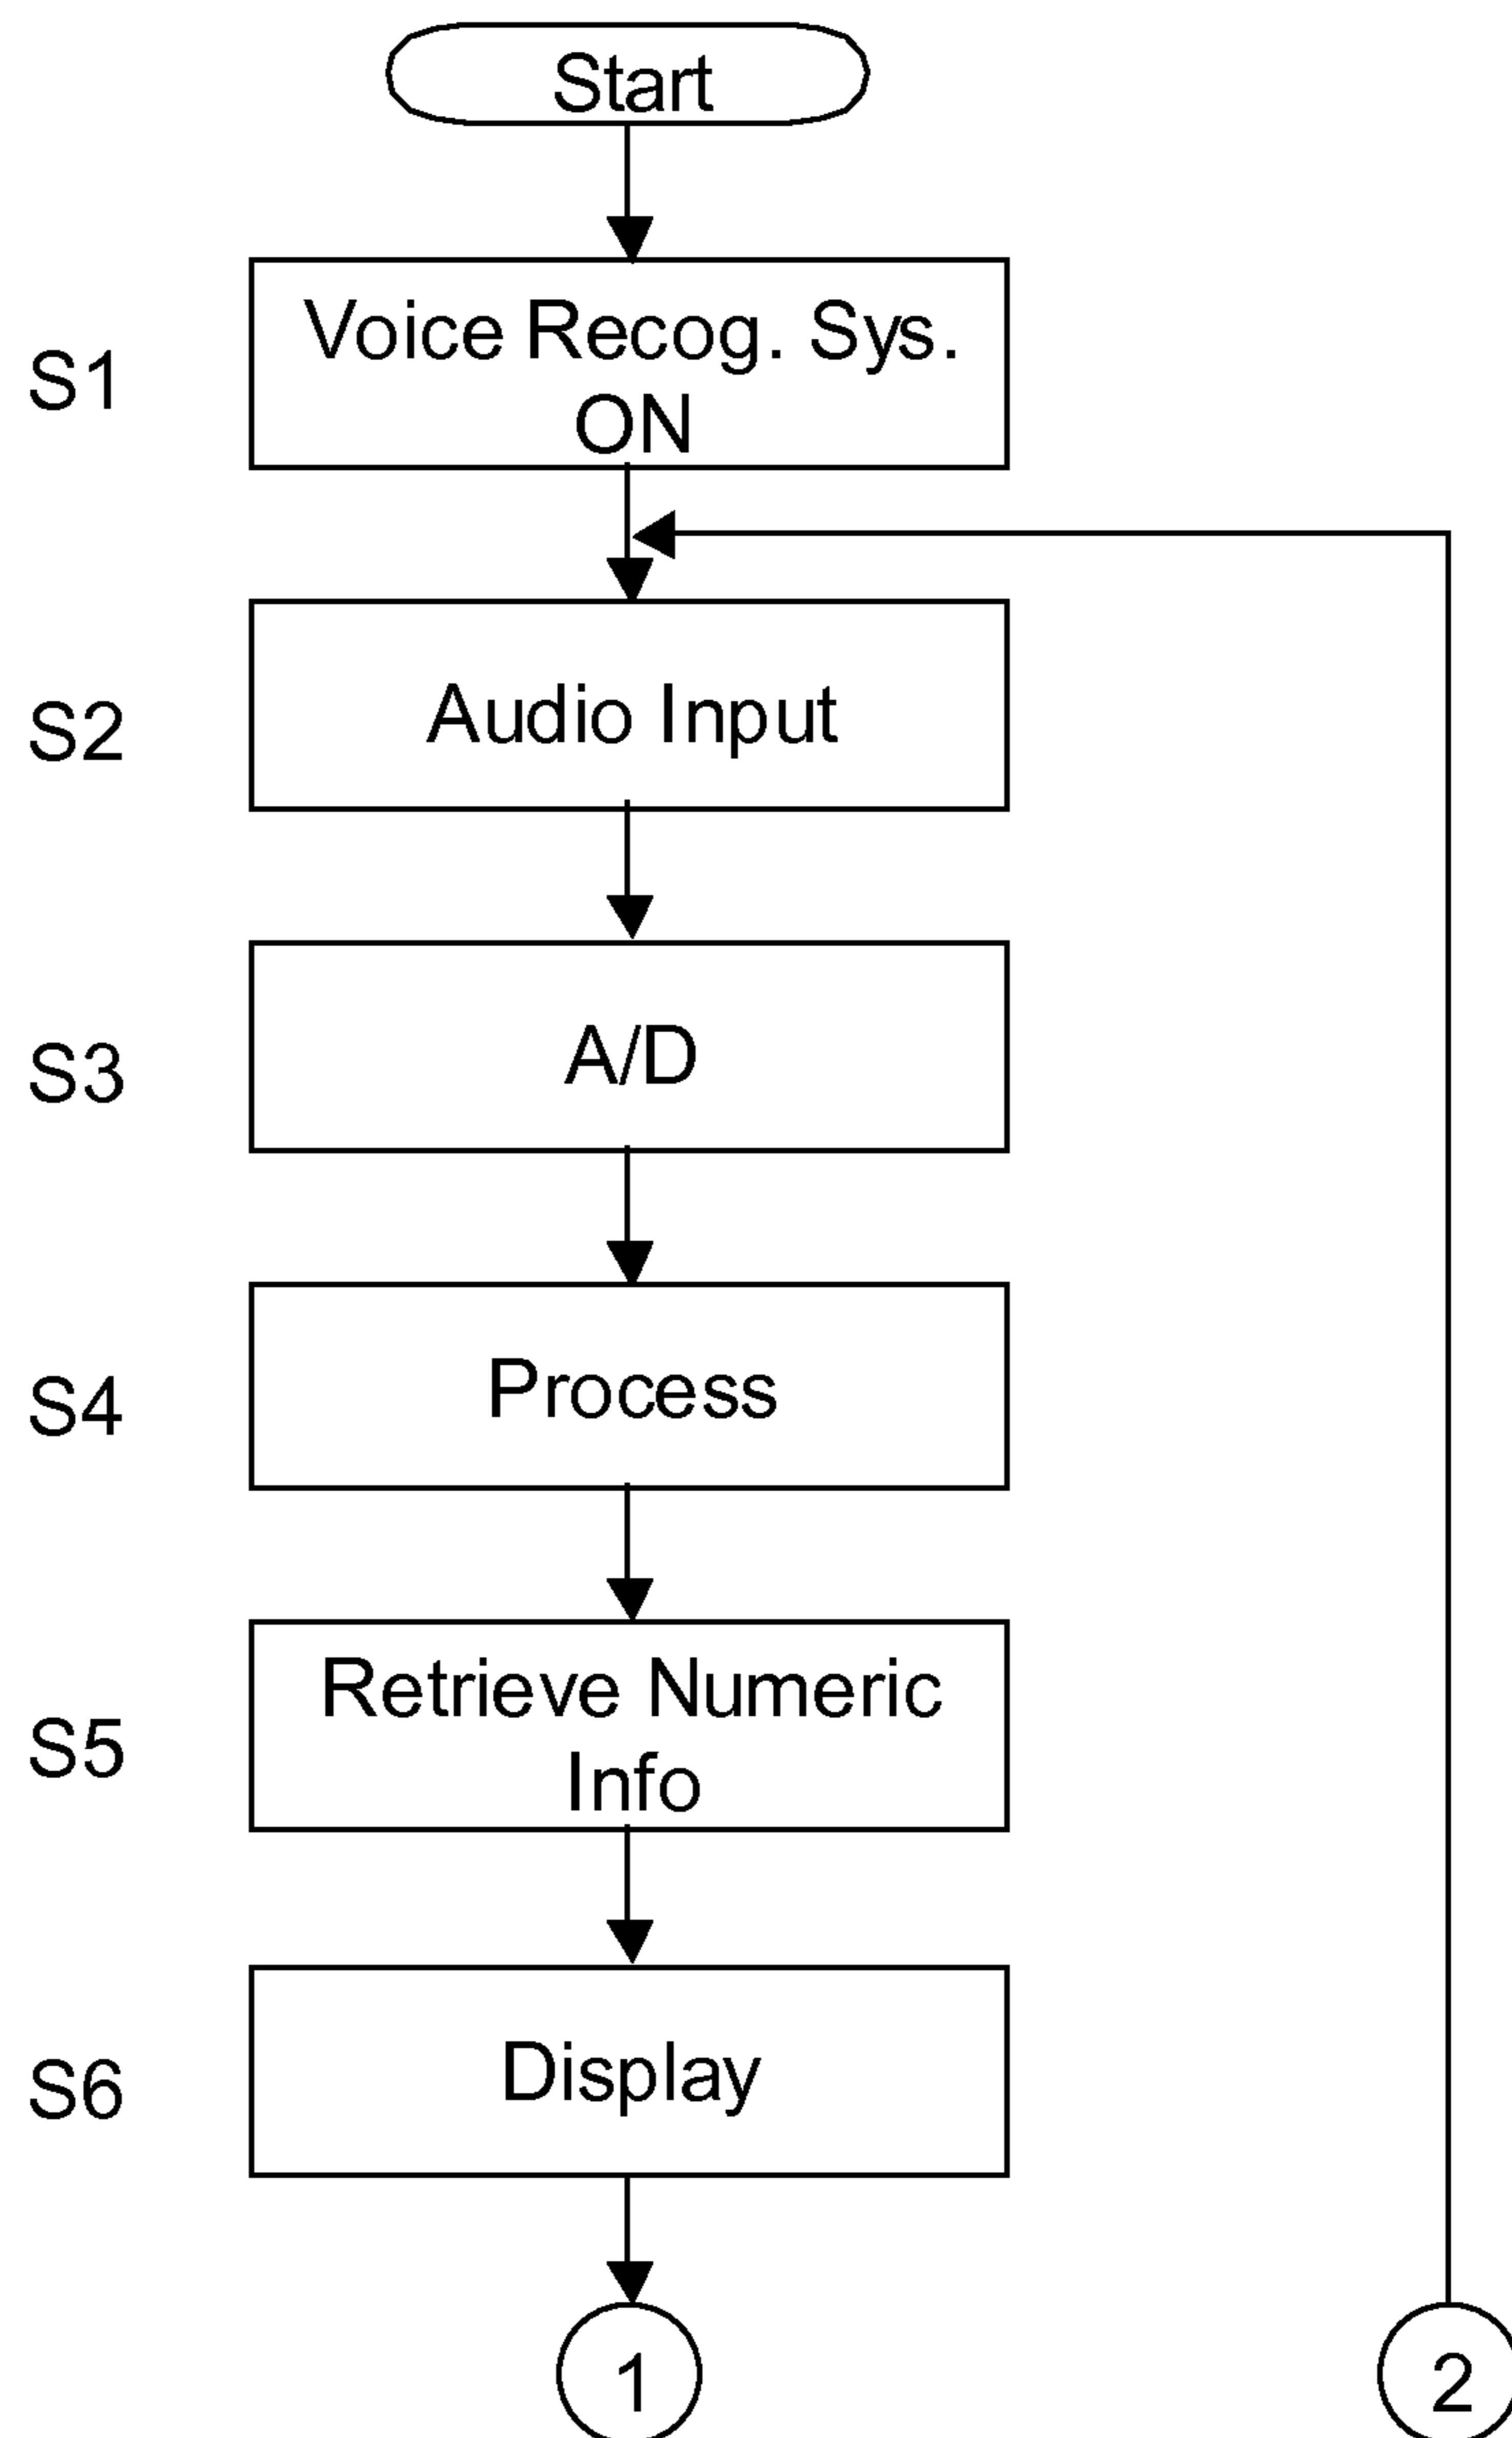 Start
Voice Recog. Sys.
ON
S1
Audio Input
S2
A/D
S3
Process
S4
Retrieve Numeric
Info
S5
Display
S6
1
2